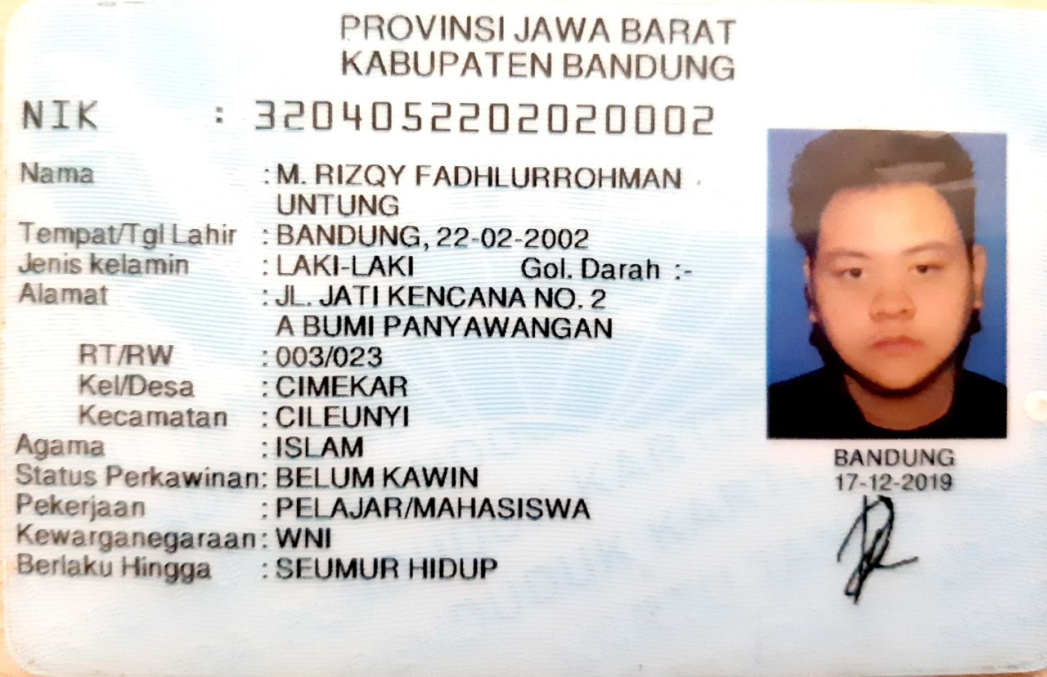 PROVINSI JAWA BARAT
KABUPATEN BANDUNG
NIK : 3204052202020002
Nama : M. RIZQY FADHLURROHMAN
UNTUNG
Tempat/Tgl Lahir : BANDUNG, 22-02-2002
Jenis kelamin : LAKI-LAKI Gol. Darah :-
Alamat : JL. JATI KENCANA NO. 2
A BUMI PANYAWANGAN
RT/RW : 003/023
Kel/Desa : CIMEKAR
Kecamatan : CILEUNYI
Agama : ISLAM
Status Perkawinan: BELUM KAWIN
Pekerjaan : PELAJAR/MAHASISWA
Kewarganegaraan: WNI
Berlaku Hingga : SEUMUR HIDUP
BANDUNG
17-12-2019